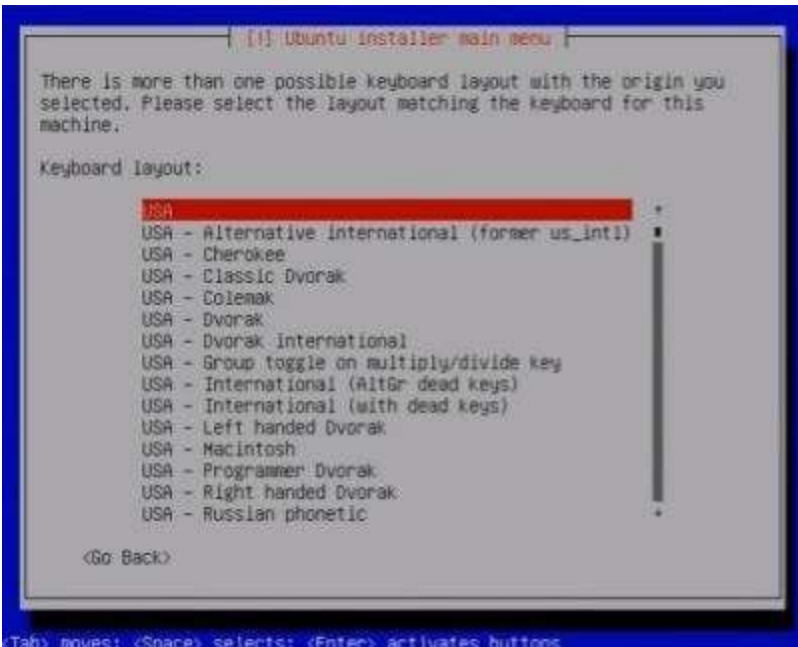 [!] Ubuntu installer main menu
There is more than one possible keyboard layout with the origin you
selected. Please select the layout matching the keyboard for this
machine.
Keyboard layout:
USA
USA - Alternative international (former us_intl)
USA - Cherokee
USA - Classic Dvorak
USA - Colemak
USA - Dvorak
USA - Dvorak international
USA - Group toggle on multiply/divide key
USA - International (AltGr dead keys)
USA - International (with dead keys)
USA - Left handed Dvorak
USA - Macintosh
USA - Programmer Dvorak
USA - Right handed Dvorak
USA - Russian phonetic
<Go Back>
<Tab> moves; <Space> selects; <Enter> activates buttons